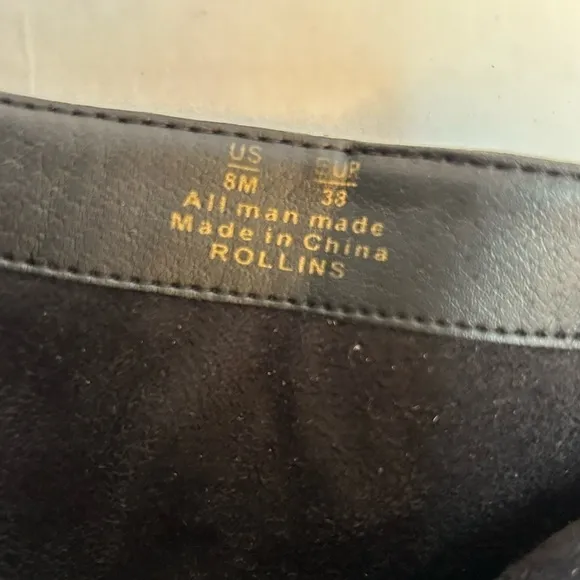 US EUR
8M 38
All man made
Made in China
ROLLINS